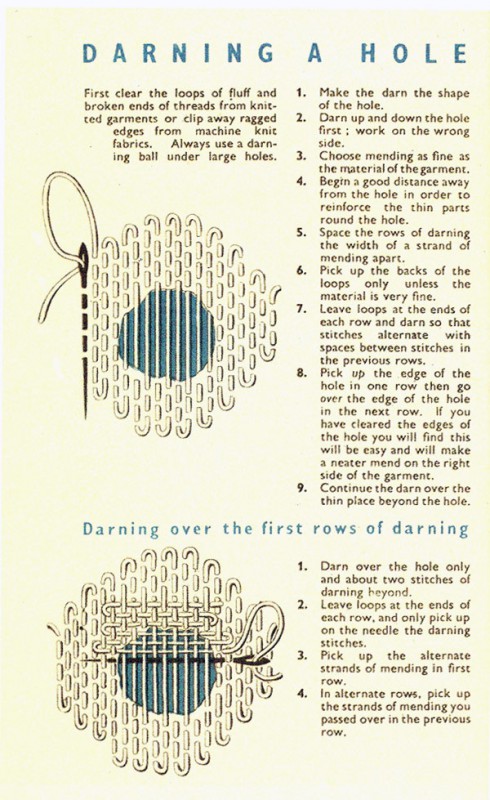 DARNING A HOLE
First clear the loops of fluff and
broken ends of threads from knit-
ted garments or clip away ragged
edges from machine knit
fabrics. Always use a darn-
ing ball under large holes.
1. Make the darn the shape
of the hole.
2. Darn up and down the hole
first ; work on the wrong
side.
3. Choose mending as fine as
the material of the garment.
4. Begin a good distance away
from the hole in order to
reinforce the thin parts
round the hole.
5. Space the rows of darning
the width of a strand of
mending apart.
6. Pick up the backs of the
loops only unless the
material is very fine.
7. Leave loops at the ends of
each row and darn so that
stitches alternate with
spaces between stitches in
the previous rows.
8. Pick up the edge of the
hole in one row then go
over the edge of the hole
in the next row. If you
have cleared the edges of
the hole you will find this
will be easy and will make
a neater mend on the right
side of the garment.
9. Continue the darn over the
thin place beyond the hole.
Darning over the first rows of darning
1. Darn over the hole only
and about two stitches of
darning beyond.
2. Leave loops at the ends of
each row, and only pick up
on the needle the darning
stitches.
3. Pick up the alternate
strands of mending in first
row.
4. In alternate rows, pick up
the strands of mending you
passed over in the previous
row.